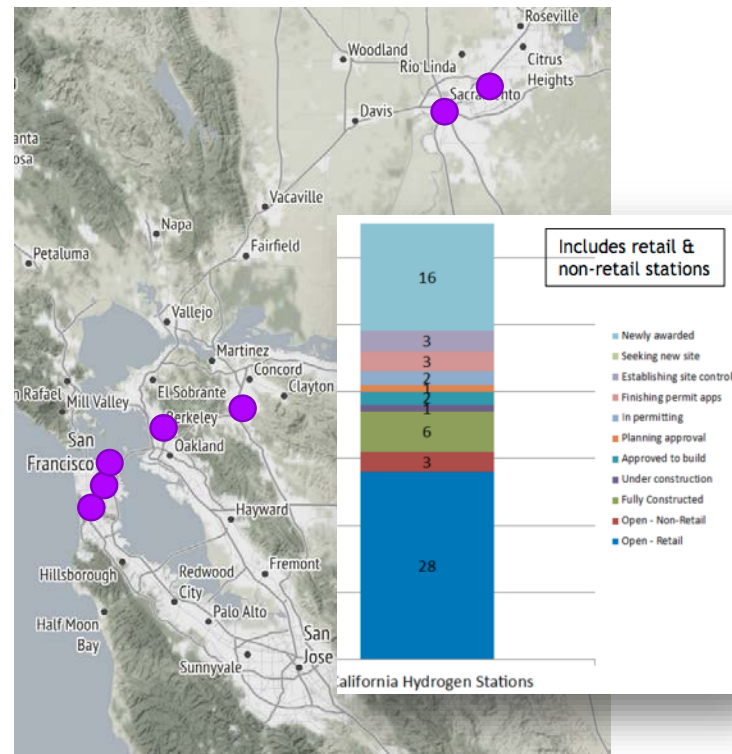 Roseville
Woodland
Rio Linda
Citrus
Heights
Sacramento
Davis
anta
osa
Vacaville
Napa
Fairfield
Petaluma
Vallejo
Martinez
Concord
n Rafael
El Sobrante
Clayton
Mill Valley
Berkeley
San
Francisco
Oakland
Hayward
Hillsborough
Redwood
City
Fremont
Palo Alto
Half Moon
Bay
San
Jose
Sunnyvale
Includes retail &
non-retail stations
16
3
3
2
1
2
1
6
3
28
Newly awarded
Seeking new site
Establishing site control
Finishing permit apps
In permitting
Planning approval
Approved to build
Under construction
Fully Constructed
Open - Non-Retail
Open - Retail
alifornia Hydrogen Stations